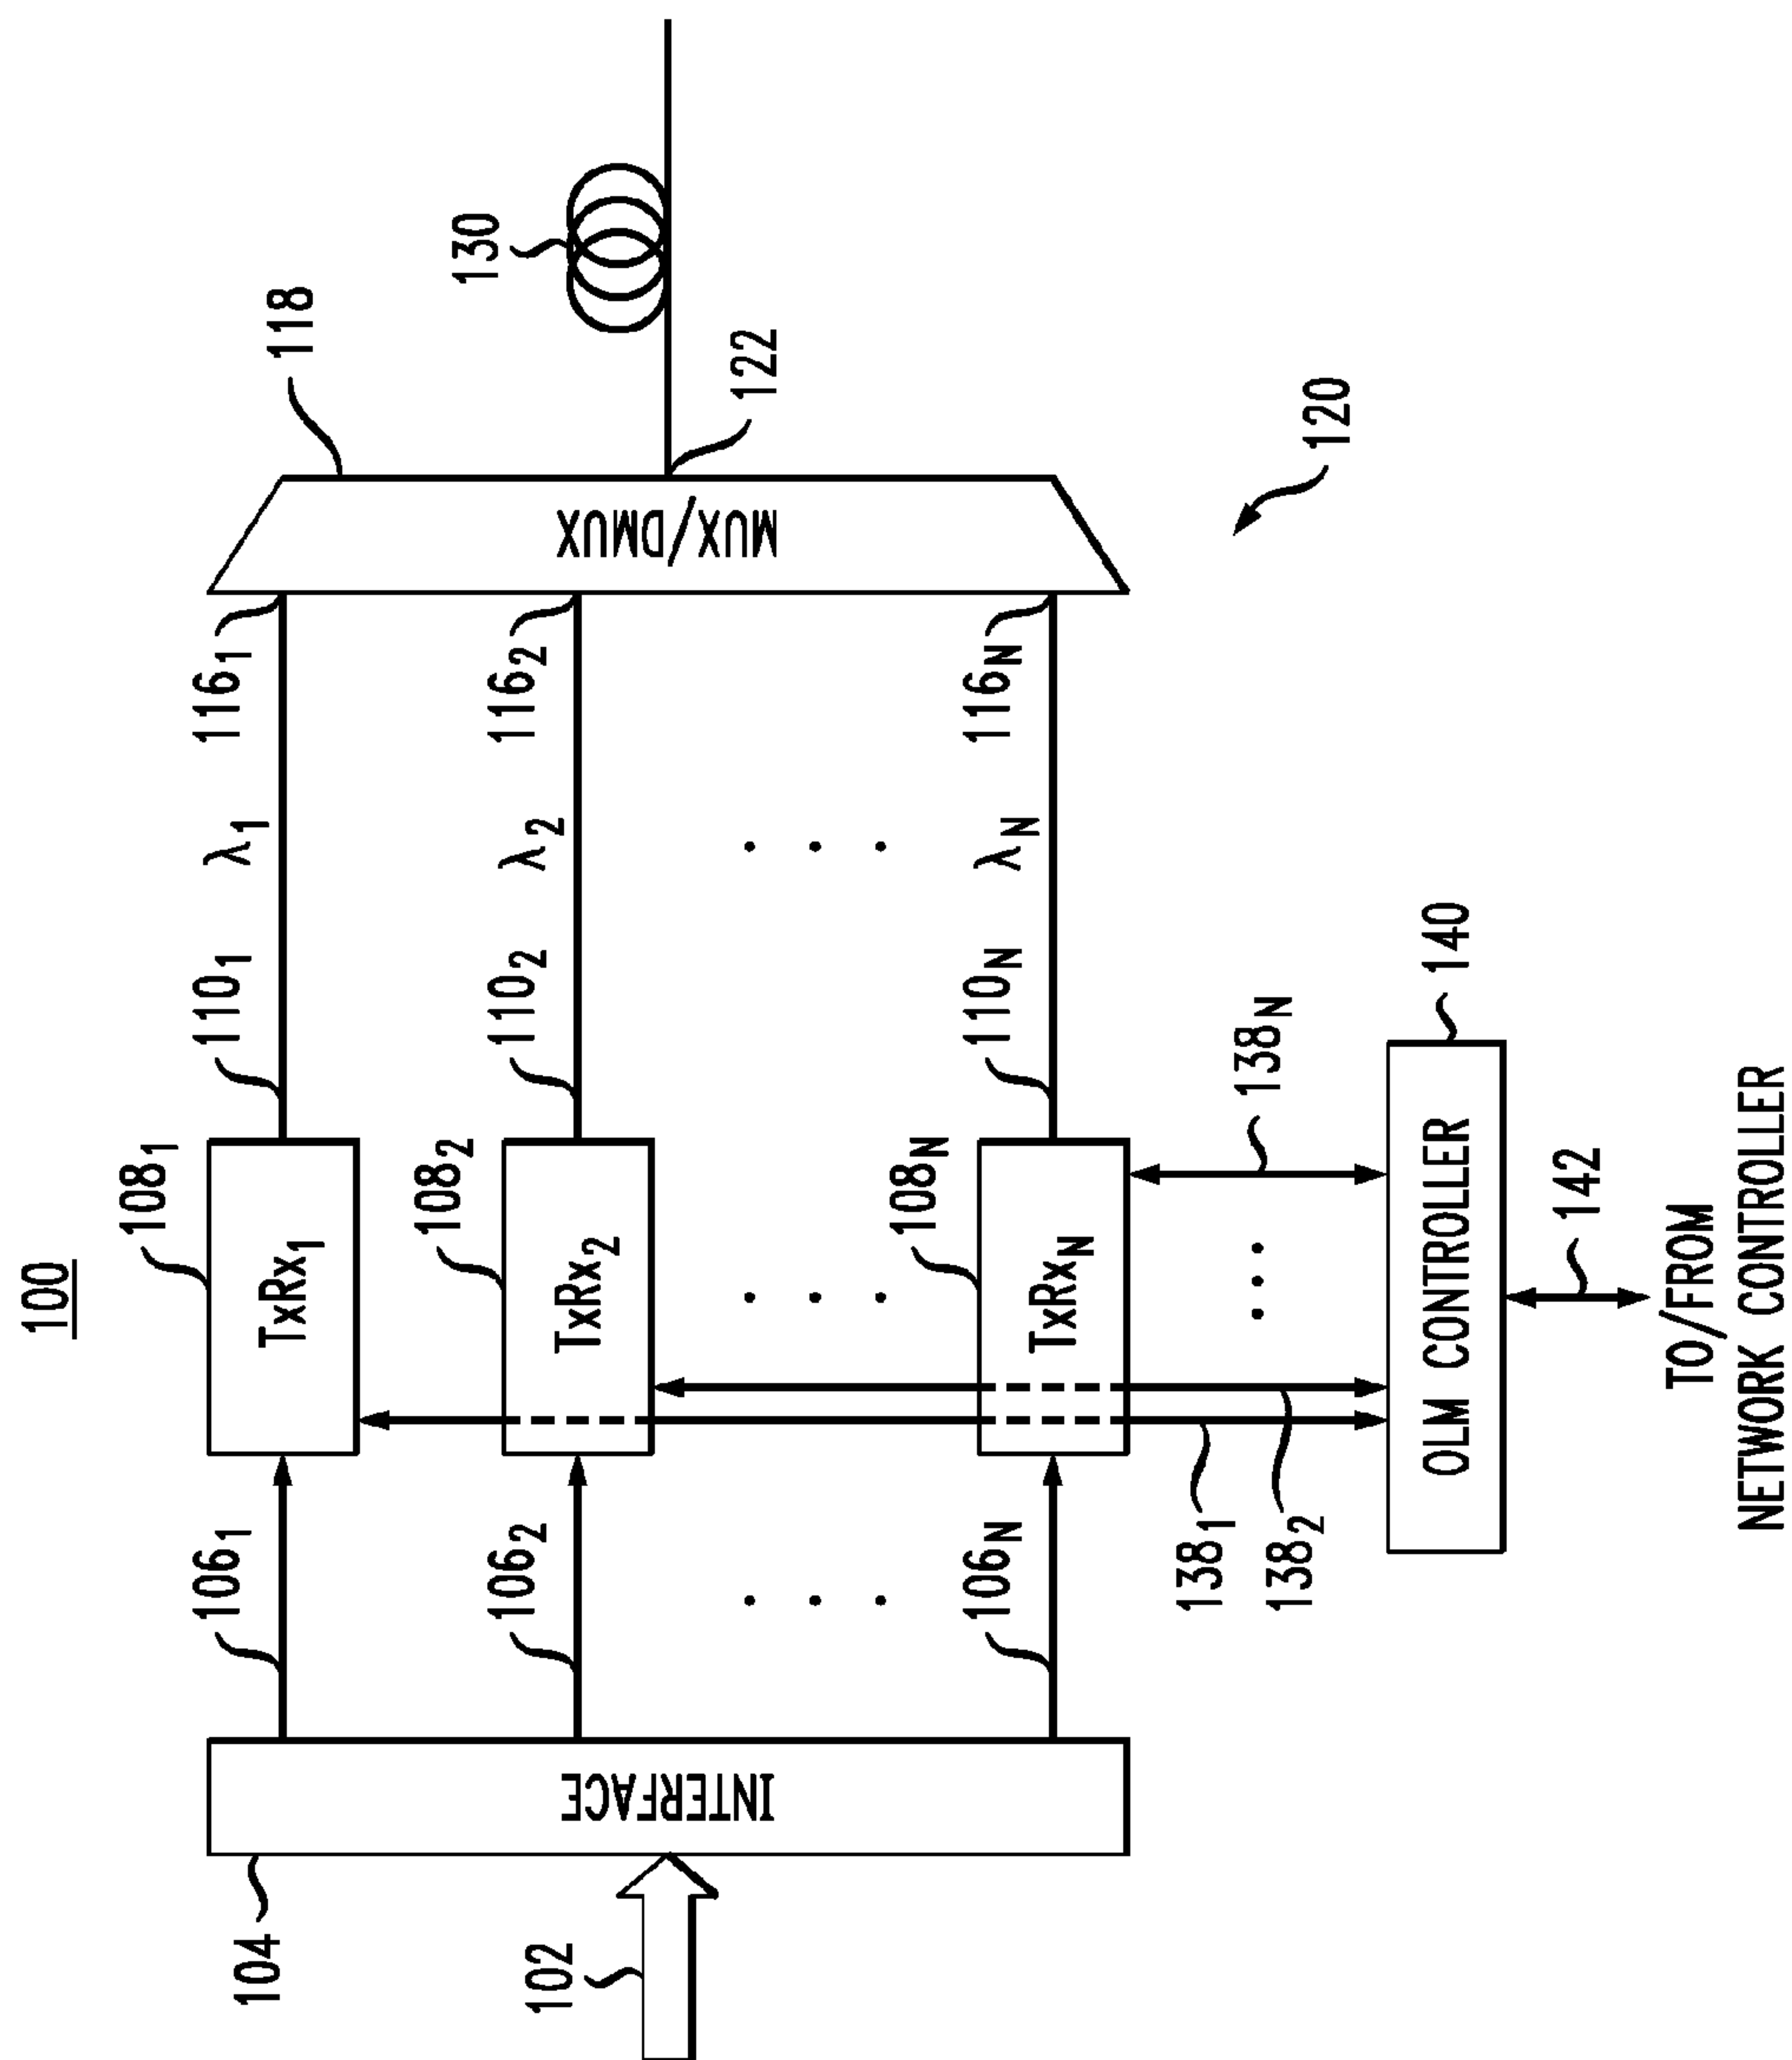 100
108₁
108₂
108ₙ
TxRx₁
TxRx₂
TxRxₙ
106₁
106₂
106ₙ
110₁
110₂
110ₙ
λ₁
λ₂
λₙ
116₁
116₂
116ₙ
118
MUX/DMUX
122
130
120
104
INTERFACE
102
138₁
138₂
138ₙ
140
OLM CONTROLLER
142
TO/FROM
NETWORK CONTROLLER